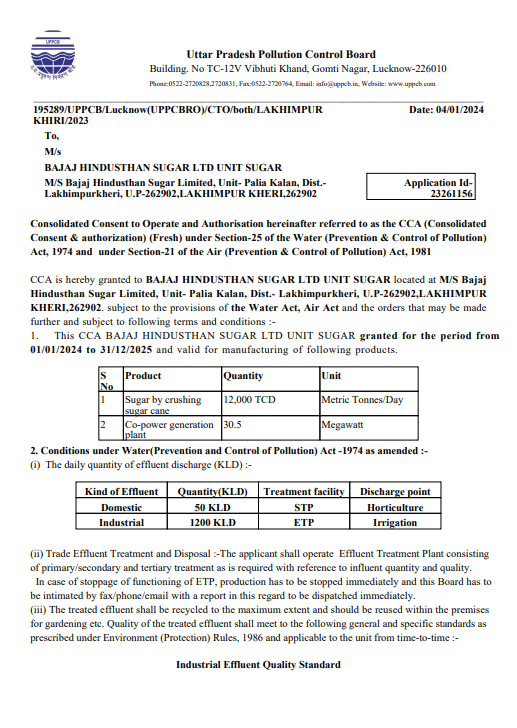 UPPCB
Uttar Pradesh Pollution Control Board
Building. No TC-12V Vibhuti Khand, Gomti Nagar, Lucknow-226010
Phone:0522-2720828,2720831, Fax:0522-2720764, Email: info@uppcb.in, Website: www.uppcb.com
195289/UPPCB/Lucknow(UPPCBRO)/CTO/both/LAKHIMPUR
KHIRI/2023
Date: 04/01/2024
To,
M/s
BAJAJ HINDUSTHAN SUGAR LTD UNIT SUGAR
M/S Bajaj Hindusthan Sugar Limited, Unit- Palia Kalan, Dist.-
Lakhimpurkheri, U.P-262902,LAKHIMPUR KHERI,262902
Application Id-
23261156
Consolidated Consent to Operate and Authorisation hereinafter referred to as the CCA (Consolidated
Consent & authorization) (Fresh) under Section-25 of the Water (Prevention & Control of Pollution)
Act, 1974 and under Section-21 of the Air (Prevention & Control of Pollution) Act, 1981
CCA is hereby granted to BAJAJ HINDUSTHAN SUGAR LTD UNIT SUGAR located at M/S Bajaj
Hindusthan Sugar Limited, Unit- Palia Kalan, Dist.- Lakhimpurkheri, U.P-262902,LAKHIMPUR
KHERI,262902. subject to the provisions of the Water Act, Air Act and the orders that may be made
further and subject to following terms and conditions :-
1. This CCA BAJAJ HINDUSTHAN SUGAR LTD UNIT SUGAR granted for the period from
01/01/2024 to 31/12/2025 and valid for manufacturing of following products.
S No Product Quantity Unit
1 Sugar by crushing sugar cane 12,000 TCD Metric Tonnes/Day
2 Co-power generation plant 30.5 Megawatt
2. Conditions under Water(Prevention and Control of Pollution) Act -1974 as amended :-
(i) The daily quantity of effluent discharge (KLD) :-
Kind of Effluent Quantity(KLD) Treatment facility Discharge point
Domestic 50 KLD STP Horticulture
Industrial 1200 KLD ETP Irrigation
(ii) Trade Effluent Treatment and Disposal :-The applicant shall operate Effluent Treatment Plant consisting
of primary/secondary and tertiary treatment as is required with reference to influent quantity and quality.
In case of stoppage of functioning of ETP, production has to be stopped immediately and this Board has to
be intimated by fax/phone/email with a report in this regard to be dispatched immediately.
(iii) The treated effluent shall be recycled to the maximum extent and should be reused within the premises
for gardening etc. Quality of the treated effluent shall meet to the following general and specific standards as
prescribed under Environment (Protection) Rules, 1986 and applicable to the unit from time-to-time :-
Industrial Effluent Quality Standard